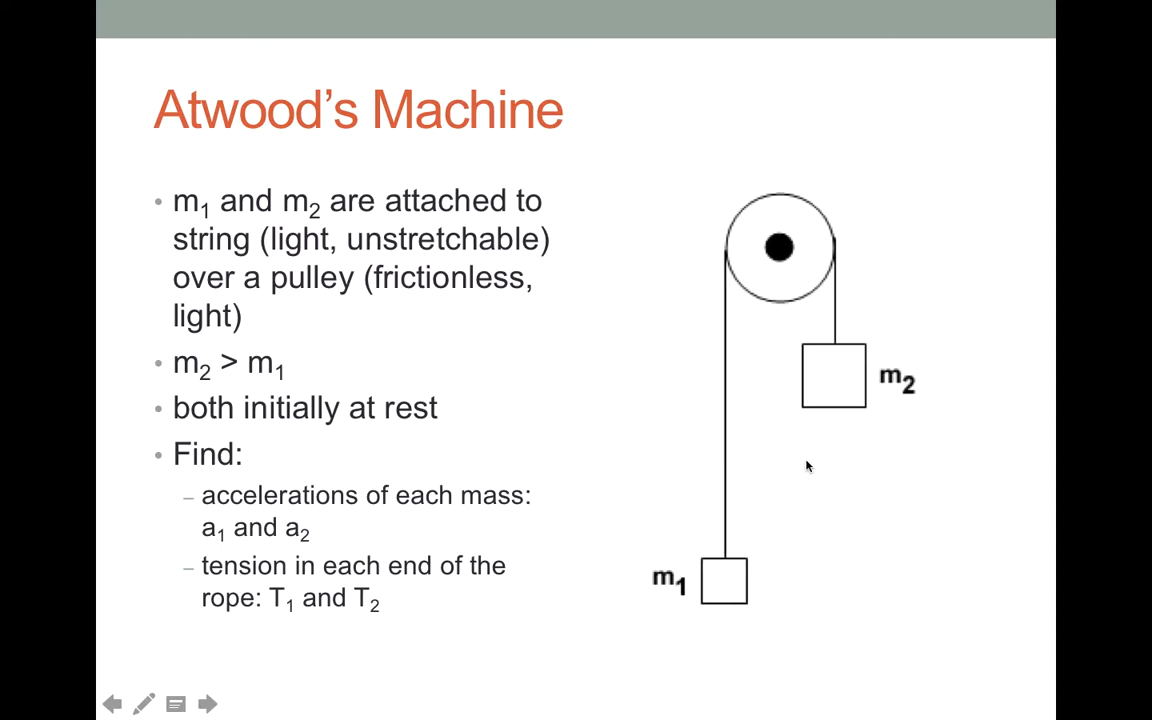 Atwood’s Machine
• m₁ and m₂ are attached to
string (light, unstretchable)
over a pulley (frictionless,
light)
• m₂ > m₁
• both initially at rest
• Find:
– accelerations of each mass:
a₁ and a₂
– tension in each end of the
rope: T₁ and T₂
m₂
m₁